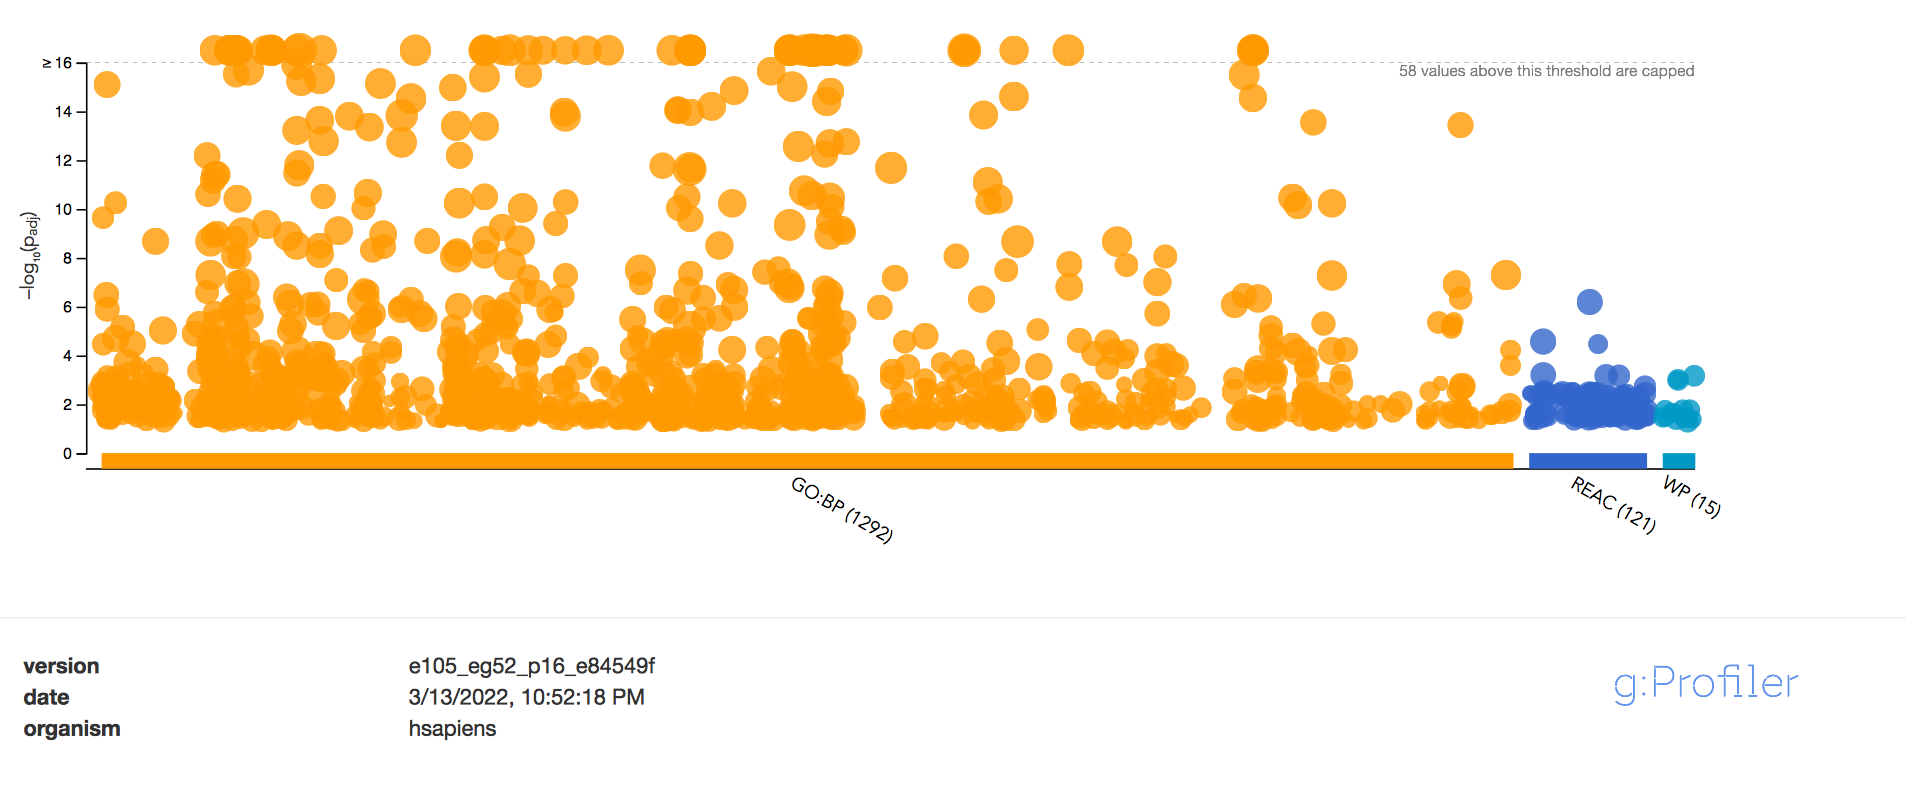 ≥ 16
58 values above this threshold are capped
14
12
10
8
6
4
2
0
−log₁₀(p_adj)
GO:BP (1292)
REAC (121)
WP (15)
version e105_eg52_p16_e84549f
date 3/13/2022, 10:52:18 PM
organism hsapiens
g:Profiler